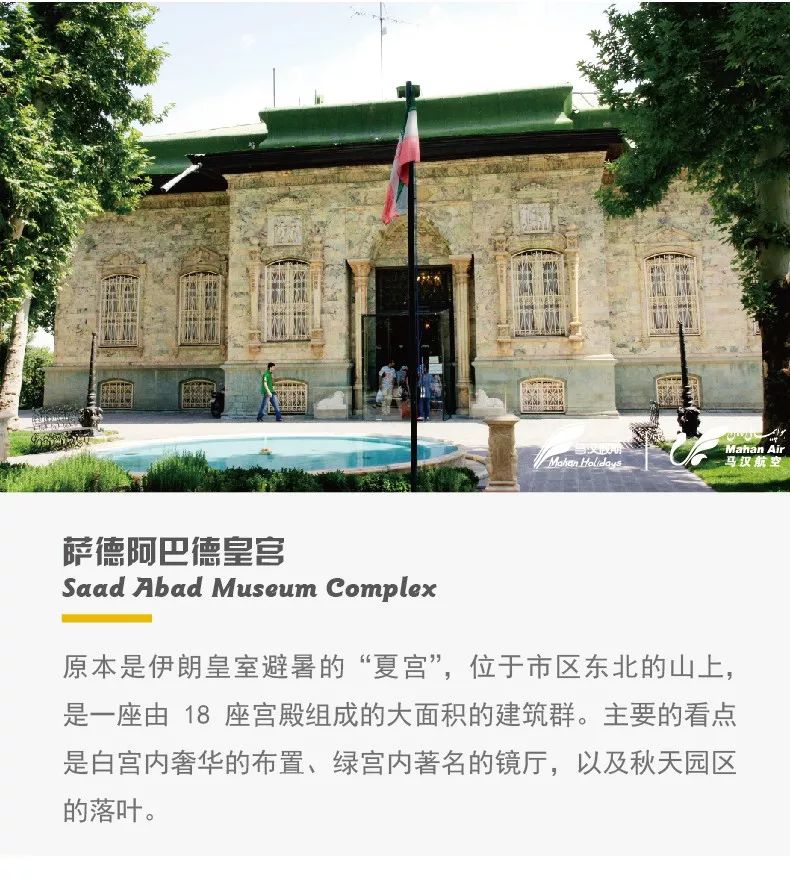 马汉假期
Mahan Holidays
Mahan Air
马汉航空
萨德阿巴德皇宫
Saad Abad Museum Complex
原本是伊朗皇室避暑的“夏宫”，位于市区东北的山上，
是一座由 18 座宫殿组成的大面积的建筑群。主要的看点
是白宫内奢华的布置、绿宫内著名的镜厅，以及秋天园区
的落叶。